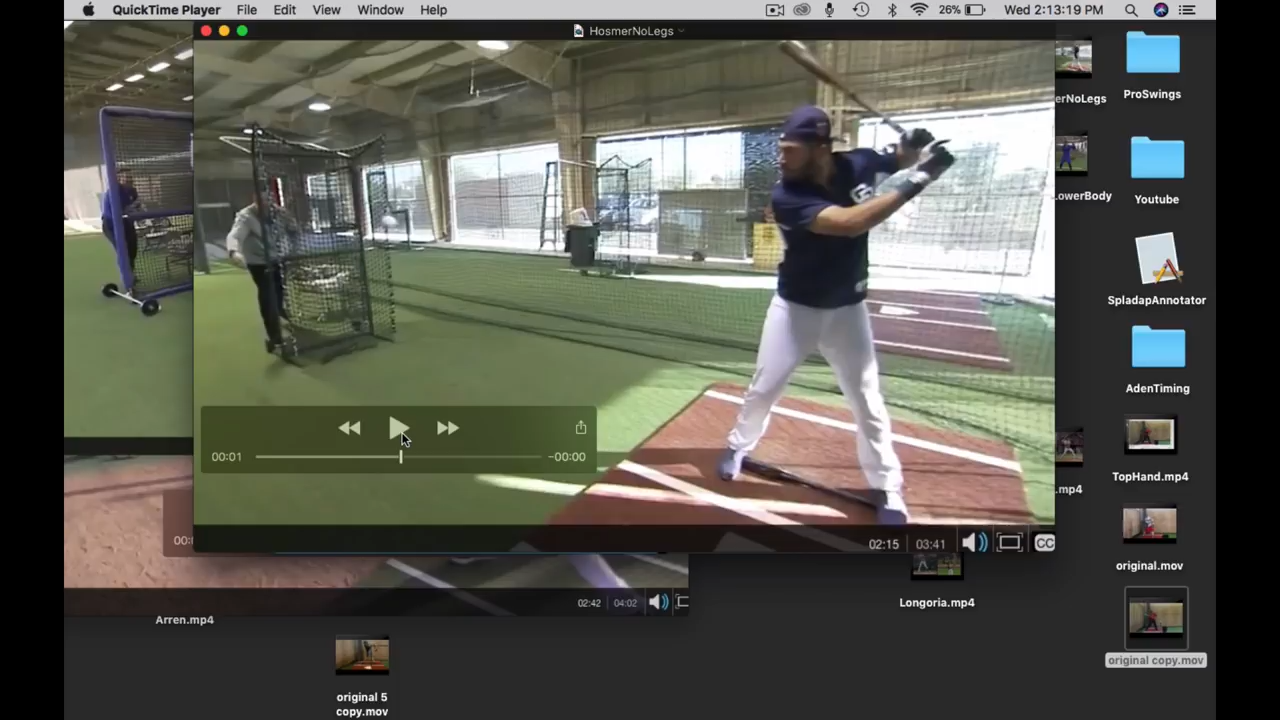 QuickTime Player File Edit View Window Help 26% Wed 2:13:19 PM
HosmerNoLegs
erNoLegs
ProSwings
LowerBody
Youtube
SpladapAnnotator
AdenTiming
00:01
-00:00
TopHand.mp4
.mp4
02:15 03:41 CC
original.mov
02:42 04:02
Longoria.mp4
Arren.mp4
original copy.mov
original 5
copy.mov